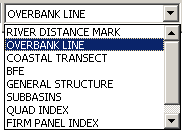 OVERBANK LINE
RIVER DISTANCE MARK
OVERBANK LINE
COASTAL TRANSECT
BFE
GENERAL STRUCTURE
SUBBASINS
QUAD INDEX
FIRM PANEL INDEX